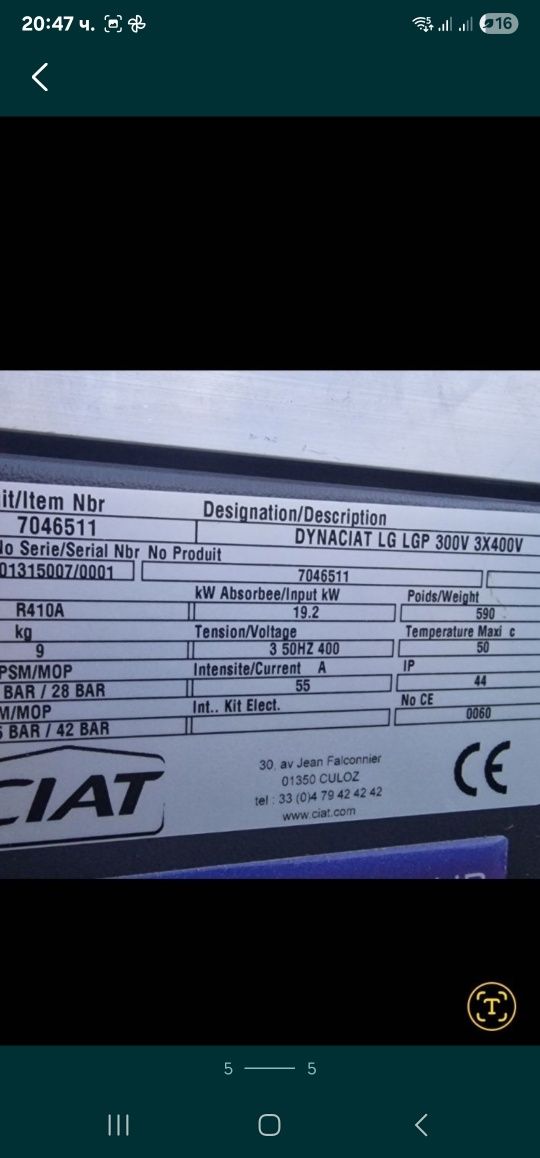 20:47 ч.
16
it/Item Nbr
Designation/Description
7046511
DYNACIAT LG LGP 300V 3X400V
No Serie/Serial Nbr
No Produit
01315007/0001
7046511
kW Absorbee/Input kW
Poids/Weight
R410A
19.2
590
kg
Tension/Voltage
Temperature Maxi c
9
3 50HZ 400
50
PSM/MOP
Intensite/Current A
IP
BAR / 28 BAR
55
44
M/MOP
Int.. Kit Elect.
No CE
BAR / 42 BAR
0060
CIAT
30, av Jean Falconnier
01350 CULOZ
tel : 33 (0)4 79 42 42 42
www.ciat.com
CE
T
5
5